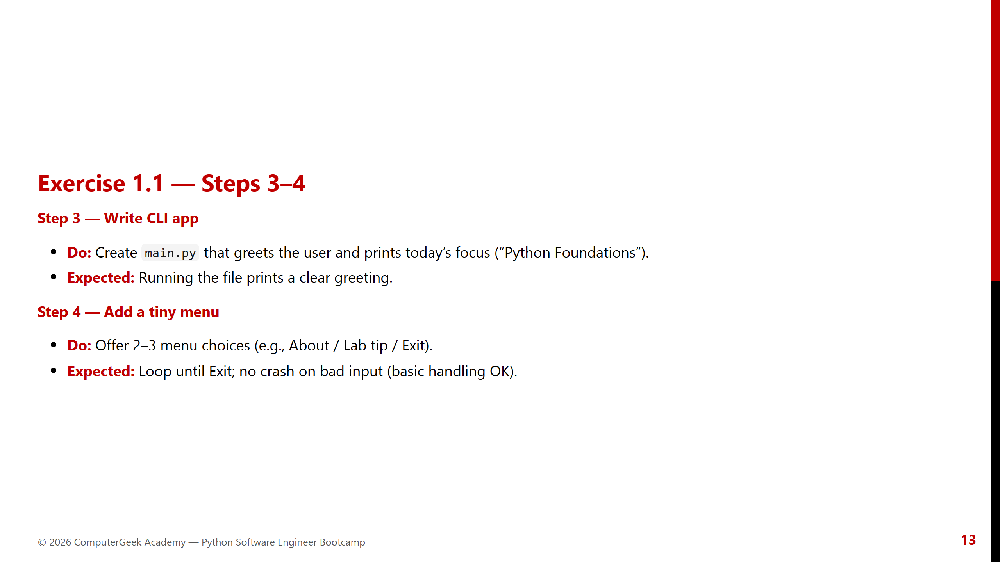 Exercise 1.1 — Steps 3–4
Step 3 — Write CLI app
• Do: Create main.py that greets the user and prints today’s focus (“Python Foundations”).
• Expected: Running the file prints a clear greeting.
Step 4 — Add a tiny menu
• Do: Offer 2–3 menu choices (e.g., About / Lab tip / Exit).
• Expected: Loop until Exit; no crash on bad input (basic handling OK).
© 2026 ComputerGeek Academy — Python Software Engineer Bootcamp
13